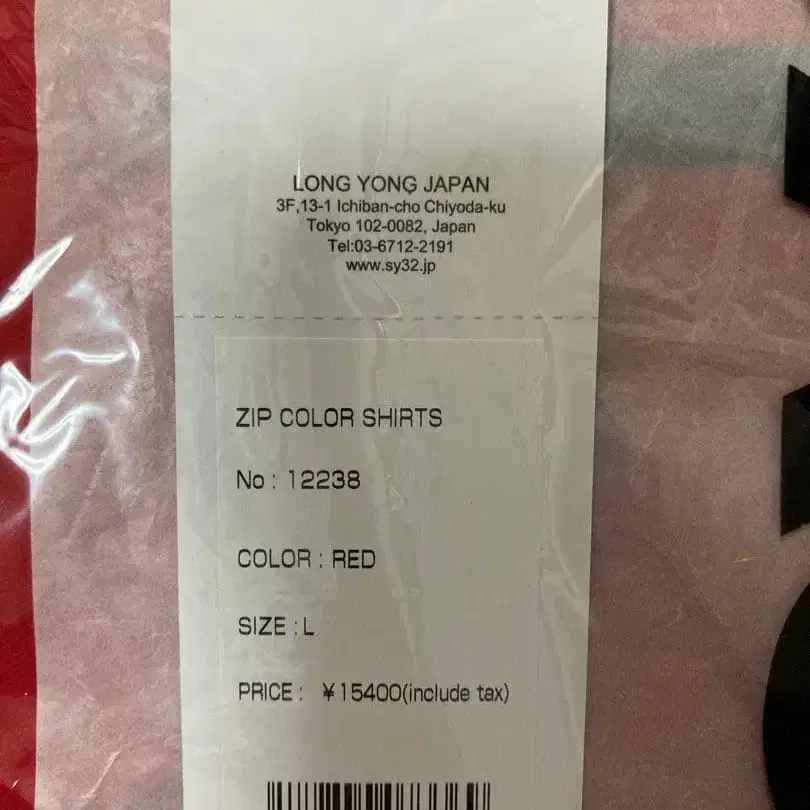 LONG YONG JAPAN
3F,13-1 Ichiban-cho Chiyoda-ku
Tokyo 102-0082, Japan
Tel:03-6712-2191
www.sy32.jp
ZIP COLOR SHIRTS
No : 12238
COLOR : RED
SIZE : L
PRICE : ¥15400(include tax)